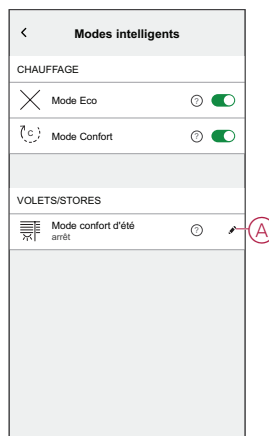 Modes intelligents
CHAUFFAGE
Mode Eco ?
C Mode Confort ?
VOLETS/STORES
Mode confort d'été ?
arrêt
A